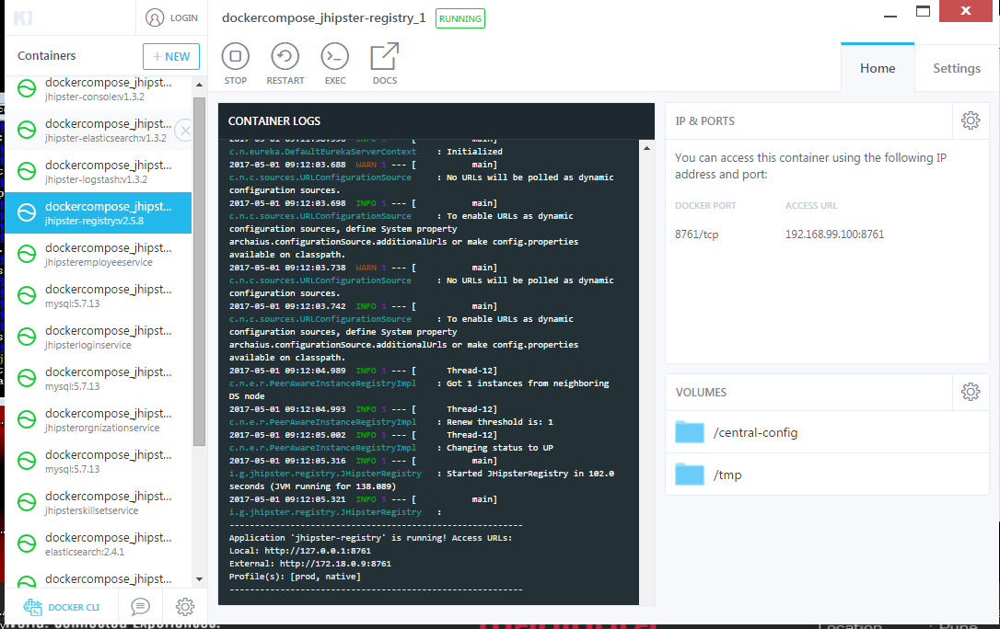 LOGIN
Containers
+ NEW
dockercompose_jhipst...
jhipster-console:v1.3.2
dockercompose_jhipst...
jhipster-elasticsearch:v1.3.2
dockercompose_jhipst...
jhipster-logstash:v1.3.2
dockercompose_jhipst...
jhipster-registry:v2.5.8
dockercompose_jhipst...
jhipsteremployeeservice
dockercompose_jhipst...
mysql:5.7.13
dockercompose_jhipst...
jhipsterloginservice
dockercompose_jhipst...
mysql:5.7.13
dockercompose_jhipst...
jhipsterorgnizationservice
dockercompose_jhipst...
mysql:5.7.13
dockercompose_jhipst...
jhipsterskillsetservice
dockercompose_jhipst...
elasticsearch:2.4.1
dockercompose_jhipst...
DOCKER CLI
dockercompose_jhipster-registry_1 RUNNING
STOP RESTART EXEC DOCS
Home Settings
CONTAINER LOGS
c.n.eureka.DefaultEurekaServerContext : Initialized
2017-05-01 09:12:03.688 WARN 1 --- [ main]
c.n.c.sources.URLConfigurationSource : No URLs will be polled as dynamic
configuration sources.
2017-05-01 09:12:03.698 INFO 1 --- [ main]
c.n.c.sources.URLConfigurationSource : To enable URLs as dynamic
configuration sources, define System property
archaius.configurationSource.additionalUrls or make config.properties
available on classpath.
2017-05-01 09:12:03.738 WARN 1 --- [ main]
c.n.c.sources.URLConfigurationSource : No URLs will be polled as dynamic
configuration sources.
2017-05-01 09:12:03.742 INFO 1 --- [ main]
c.n.c.sources.URLConfigurationSource : To enable URLs as dynamic
configuration sources, define System property
archaius.configurationSource.additionalUrls or make config.properties
available on classpath.
2017-05-01 09:12:04.989 INFO 1 --- [ Thread-12]
c.n.e.r.PeerAwareInstanceRegistryImpl : Got 1 instances from neighboring
DS node
2017-05-01 09:12:04.993 INFO 1 --- [ Thread-12]
c.n.e.r.PeerAwareInstanceRegistryImpl : Renew threshold is: 1
2017-05-01 09:12:05.002 INFO 1 --- [ Thread-12]
c.n.e.r.PeerAwareInstanceRegistryImpl : Changing status to UP
2017-05-01 09:12:05.316 INFO 1 --- [ main]
i.g.jhipster.registry.JHipsterRegistry : Started JHipsterRegistry in 102.0
seconds (JVM running for 138.089)
2017-05-01 09:12:05.321 INFO 1 --- [ main]
i.g.jhipster.registry.JHipsterRegistry :
----------------------------------------------------------
Application 'jhipster-registry' is running! Access URLs:
Local: http://127.0.0.1:8761
External: http://172.18.0.9:8761
Profile(s): [prod, native]
----------------------------------------------------------
IP & PORTS
You can access this container using the following IP
address and port:
DOCKER PORT ACCESS URL
8761/tcp 192.168.99.100:8761
VOLUMES
/central-config
/tmp